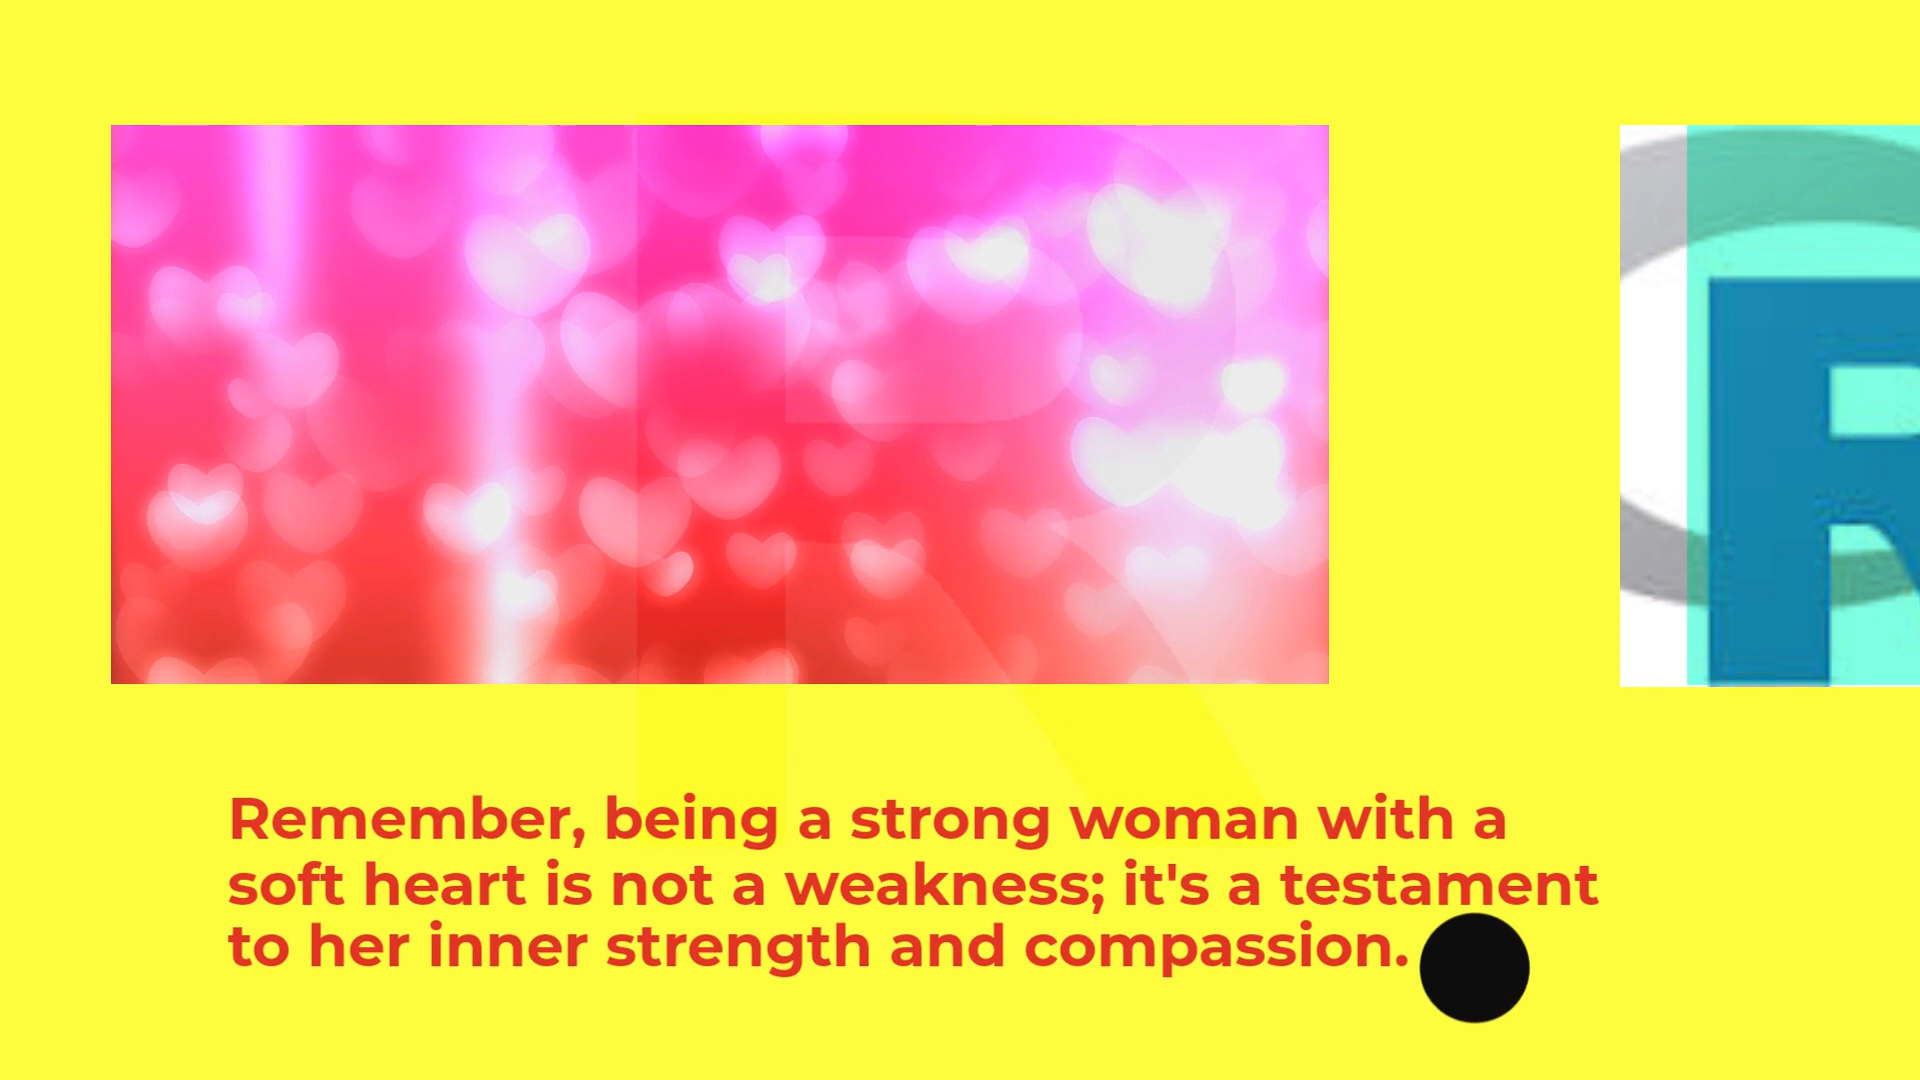 R
Remember, being a strong woman with a
soft heart is not a weakness; it's a testament
to her inner strength and compassion.